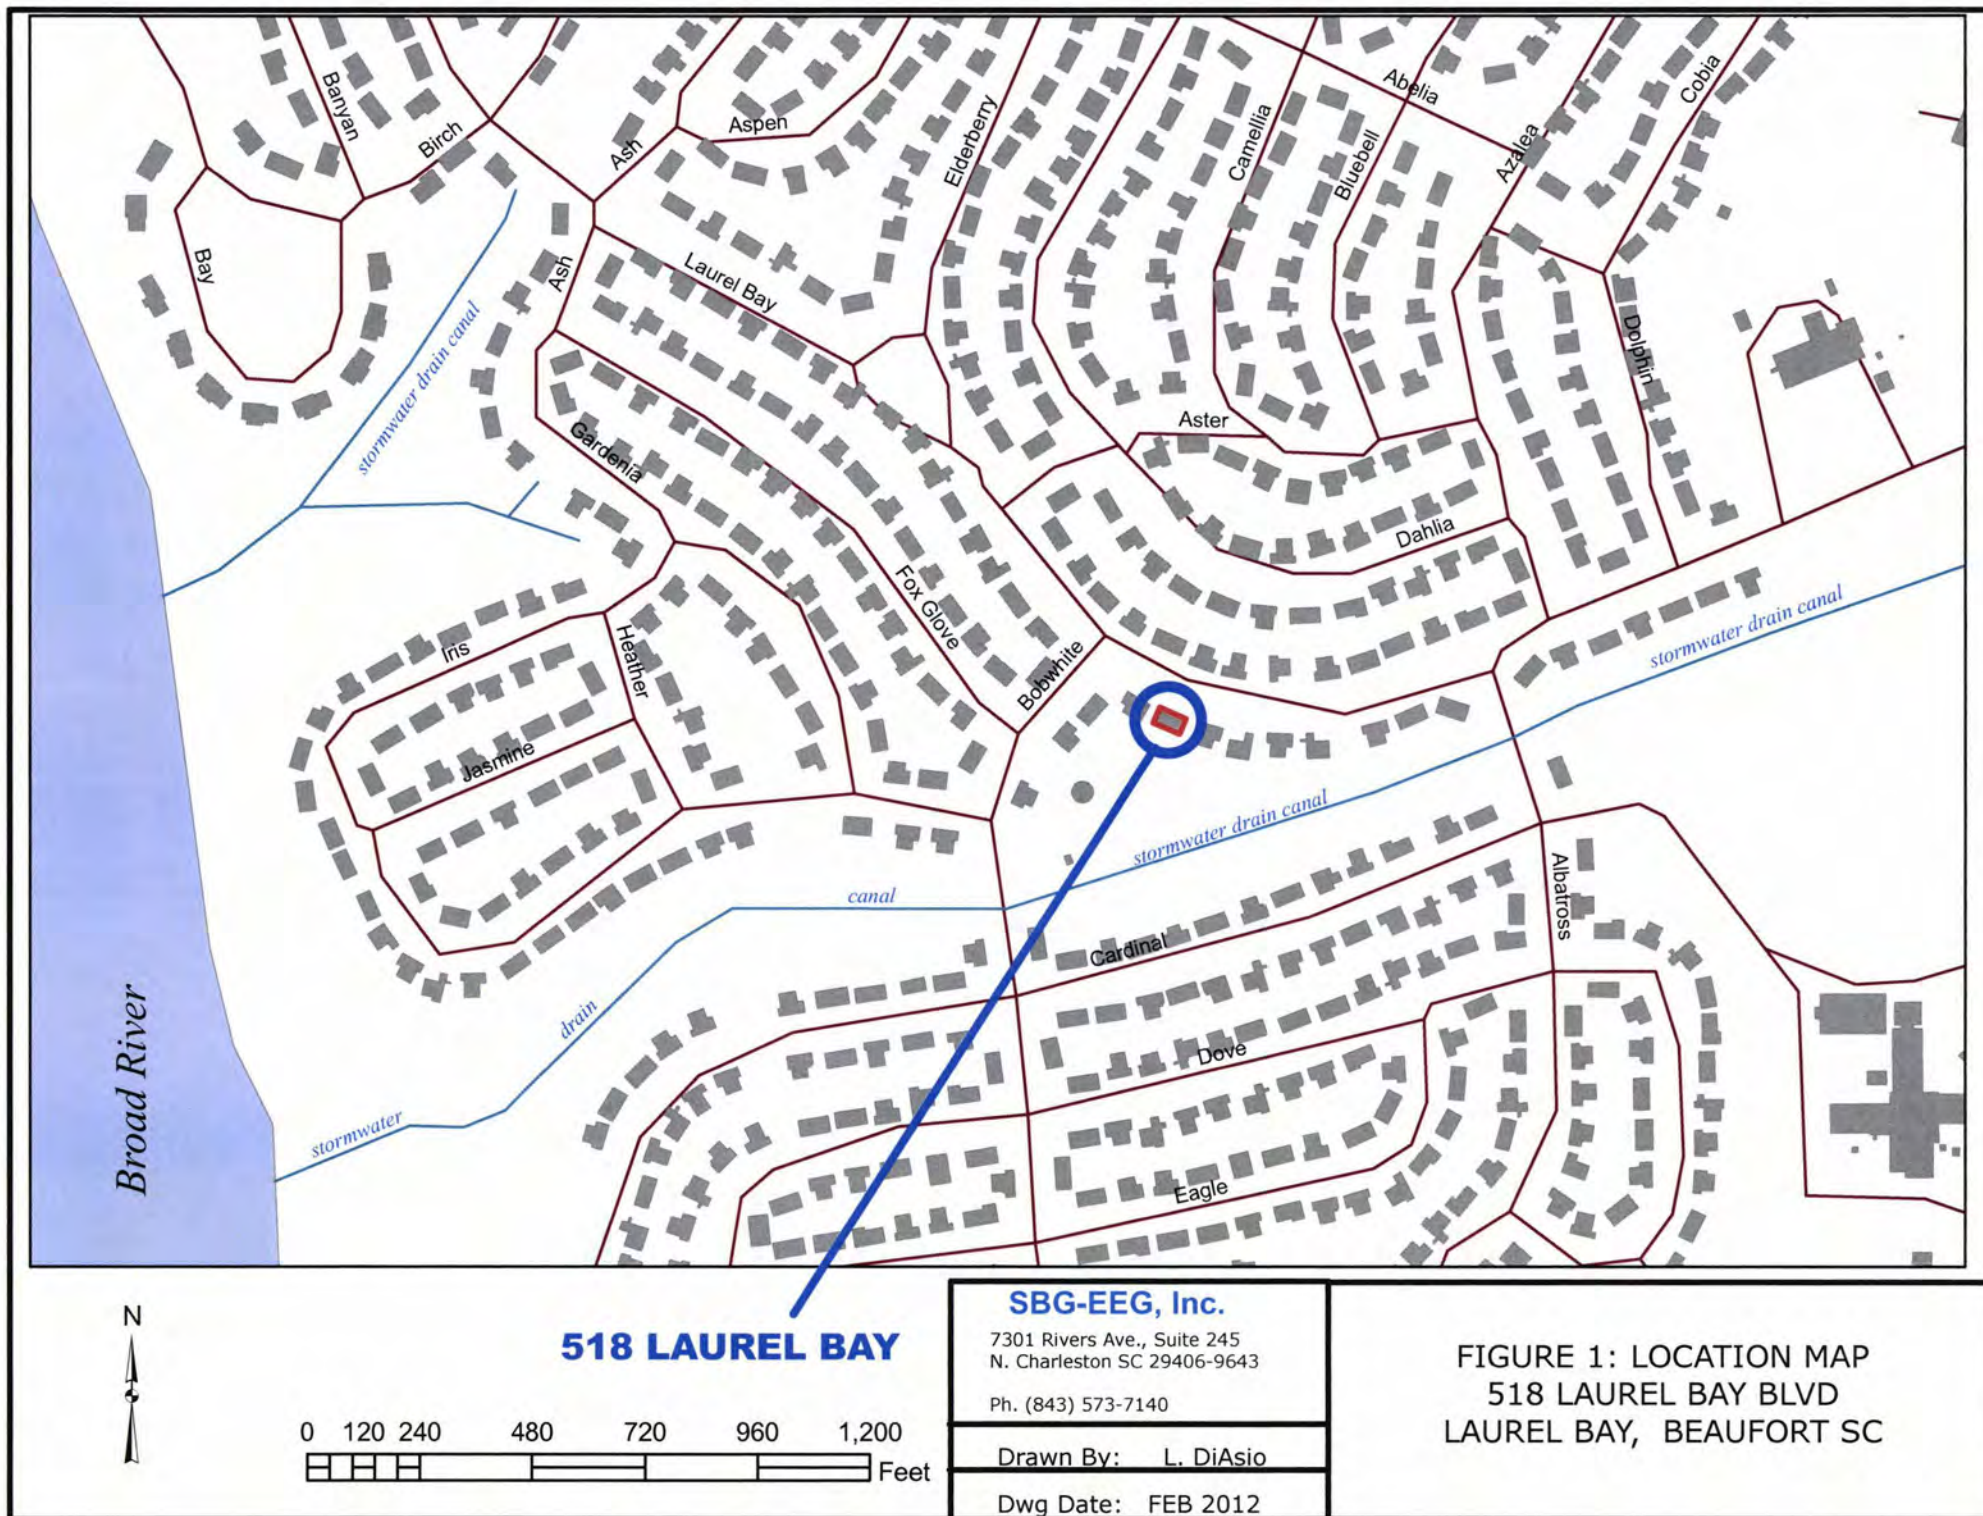 Banyan
Birch
Ash
Aspen
Elderberry
Camellia
Bluebell
Abelia
Azalea
Cobia
Bay
stormwater drain canal
Ash
Laurel Bay
Dolphin
Aster
Gardenia
Dahlia
Fox Glove
Iris
Heather
Bobwhite
stormwater drain canal
Jasmine
stormwater drain canal
canal
Albatross
Cardinal
drain
Dove
Broad River
stormwater
Eagle
N
518 LAUREL BAY
0 120 240 480 720 960 1,200
Feet
SBG-EEG, Inc.
7301 Rivers Ave., Suite 245
N. Charleston SC 29406-9643
Ph. (843) 573-7140
Drawn By: L. DiAsio
Dwg Date: FEB 2012
FIGURE 1: LOCATION MAP
518 LAUREL BAY BLVD
LAUREL BAY, BEAUFORT SC